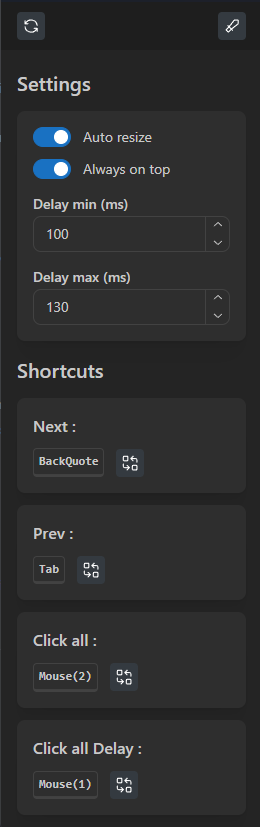 Settings
Auto resize
Always on top
Delay min (ms)
100
Delay max (ms)
130
Shortcuts
Next :
BackQuote
Prev :
Tab
Click all :
Mouse(2)
Click all Delay :
Mouse(1)